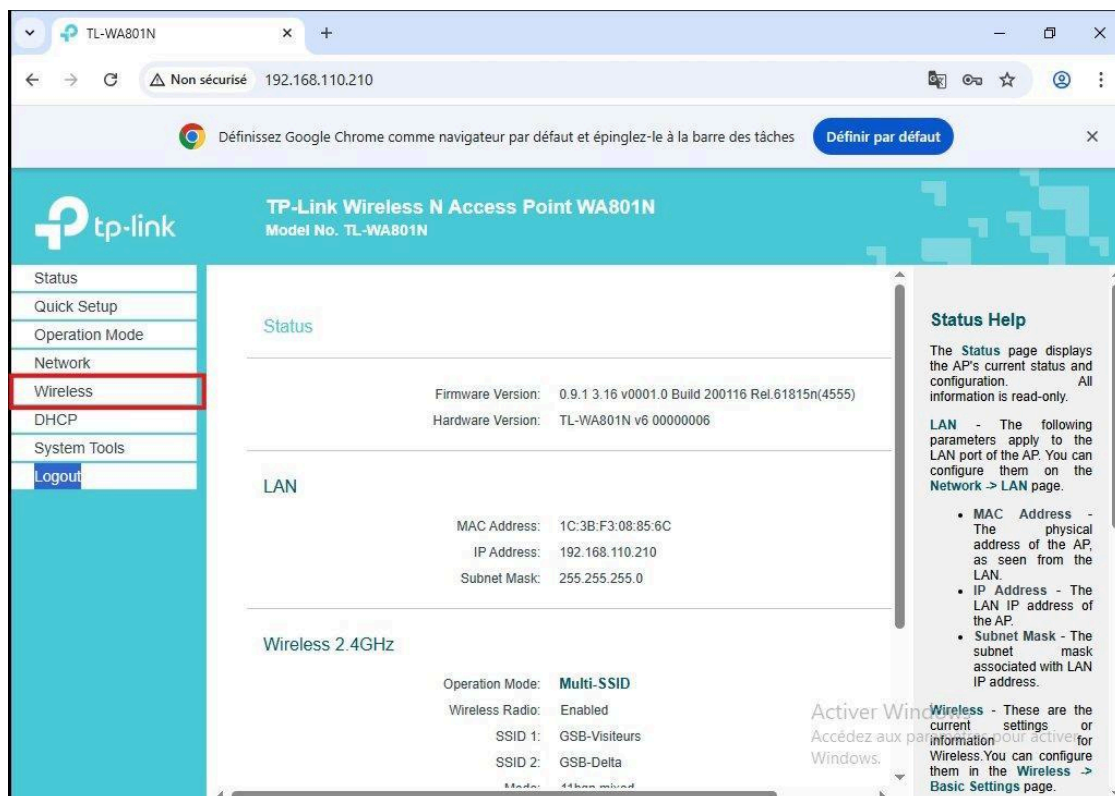 TL-WA801N
Non sécurisé 192.168.110.210
Définissez Google Chrome comme navigateur par défaut et épinglez-le à la barre des tâches
Définir par défaut
tp-link
TP-Link Wireless N Access Point WA801N
Model No. TL-WA801N
Status
Quick Setup
Operation Mode
Network
Wireless
DHCP
System Tools
Logout
Status
Firmware Version: 0.9.1 3.16 v0001.0 Build 200116 Rel.61815n(4555)
Hardware Version: TL-WA801N v6 00000006
LAN
MAC Address: 1C:3B:F3:08:85:6C
IP Address: 192.168.110.210
Subnet Mask: 255.255.255.0
Wireless 2.4GHz
Operation Mode: Multi-SSID
Wireless Radio: Enabled
SSID 1: GSB-Visiteurs
SSID 2: GSB-Delta
Mode: 11bgn mixed
Status Help
The Status page displays
the AP's current status and
configuration. All
information is read-only.
LAN - The following
parameters apply to the
LAN port of the AP. You can
configure them on the
Network -> LAN page.
• MAC Address -
The physical
address of the AP,
as seen from the
LAN.
• IP Address - The
LAN IP address of
the AP.
• Subnet Mask - The
subnet mask
associated with LAN
IP address.
Wireless - These are the
current settings or
information for
Wireless.You can configure
them in the Wireless ->
Basic Settings page.
Activer Windows
Accédez aux paramètres pour activer
Windows.